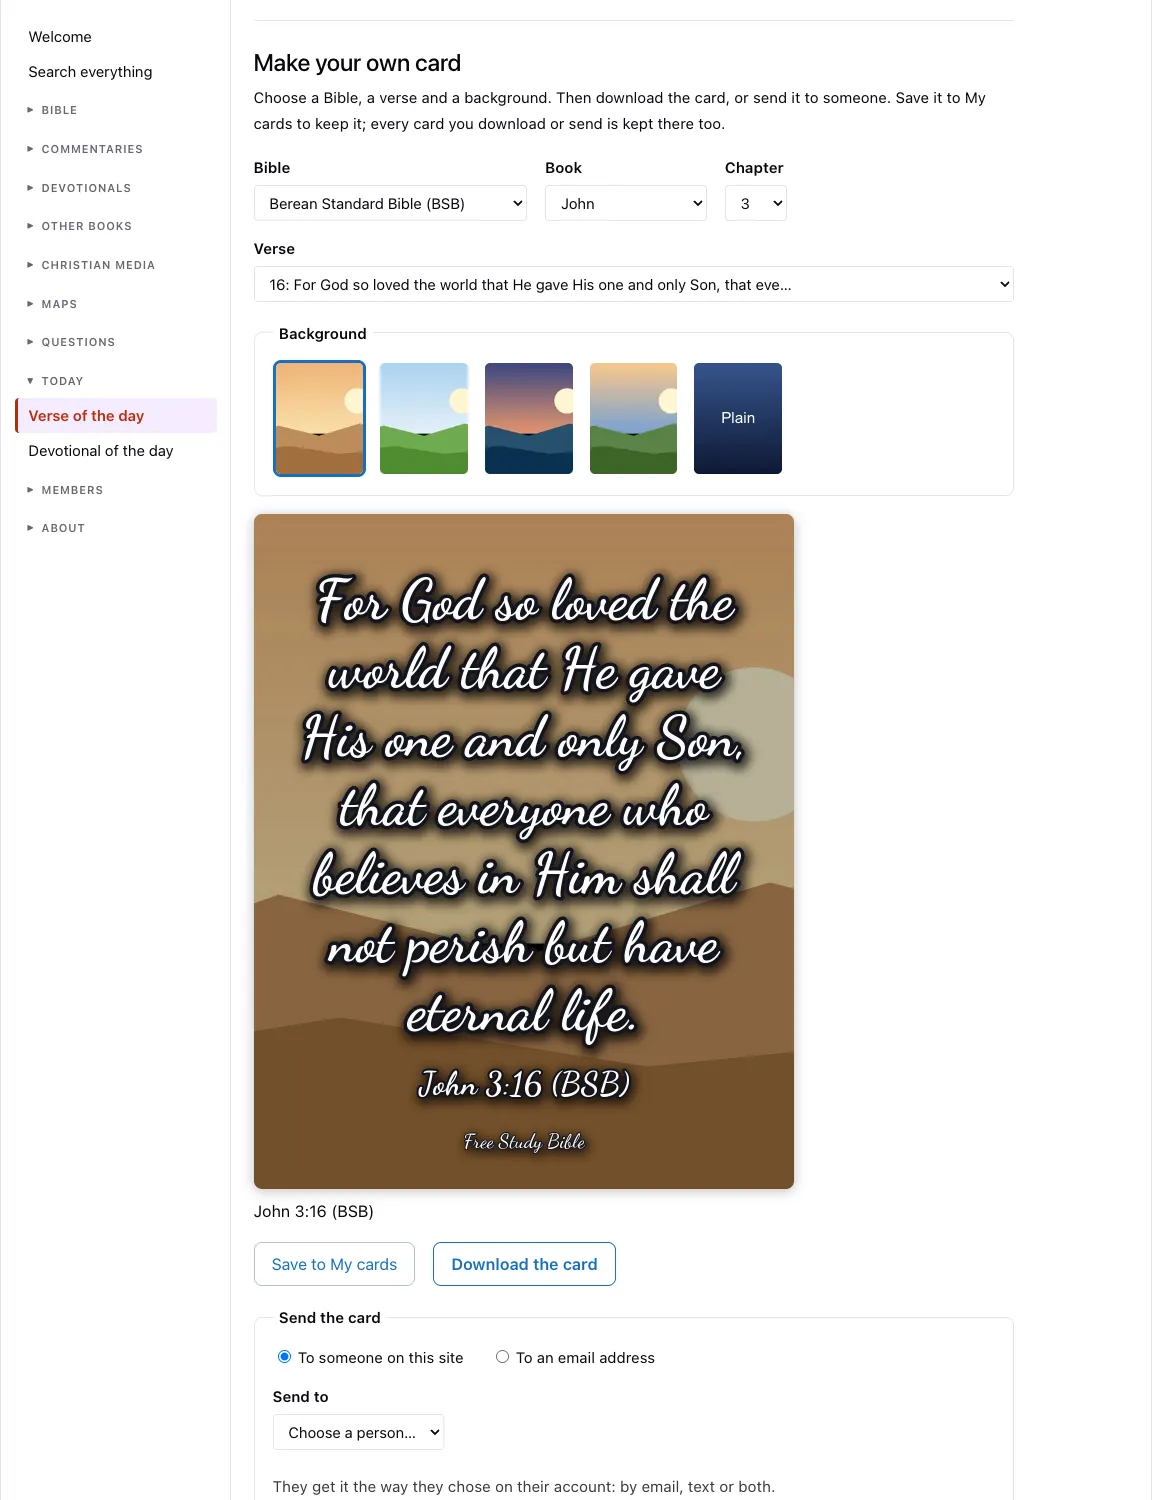 Welcome
Search everything
BIBLE
COMMENTARIES
DEVOTIONALS
OTHER BOOKS
CHRISTIAN MEDIA
MAPS
QUESTIONS
TODAY
Verse of the day
Devotional of the day
MEMBERS
ABOUT
Make your own card
Choose a Bible, a verse and a background. Then download the card, or send it to someone. Save it to My
cards to keep it; every card you download or send is kept there too.
Bible
Book
Chapter
Berean Standard Bible (BSB)
John
3
Verse
16: For God so loved the world that He gave His one and only Son, that eve...
Background
Plain
For God so loved the
world that He gave
His one and only Son,
that everyone who
believes in Him shall
not perish but have
eternal life.
John 3:16 (BSB)
Free Study Bible
John 3:16 (BSB)
Save to My cards
Download the card
Send the card
To someone on this site
To an email address
Send to
Choose a person...
They get it the way they chose on their account: by email, text or both.